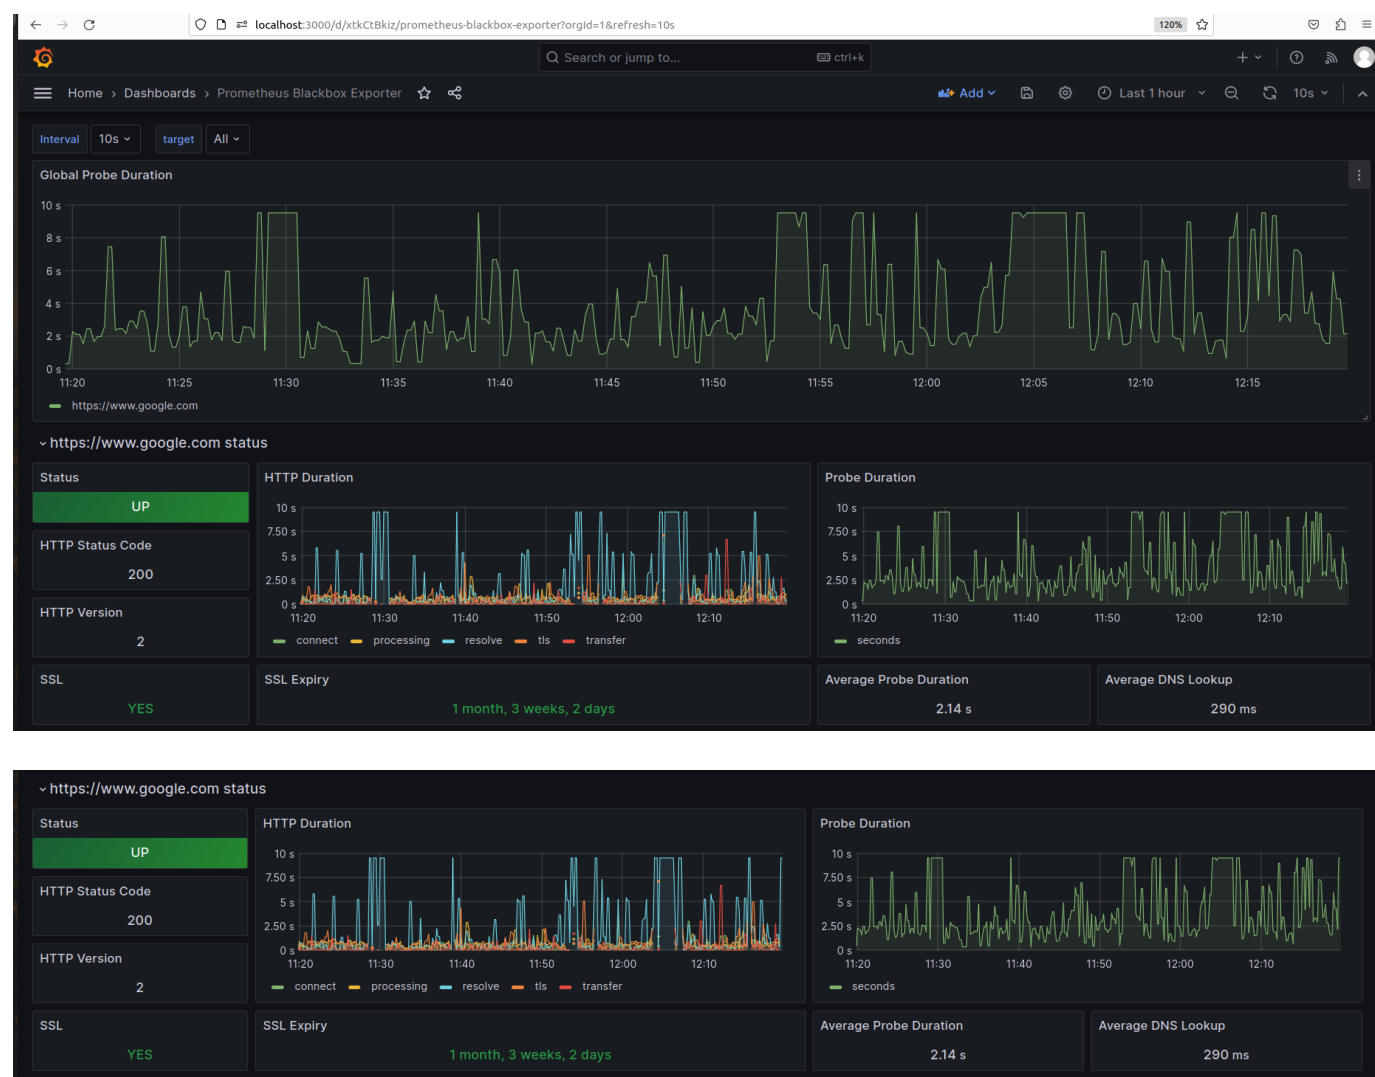 localhost:3000/d/xtkCtBkiz/prometheus-blackbox-exporter?orgId=1&refresh=10s 120%
Search or jump to... ctrl+k
Home › Dashboards › Prometheus Blackbox Exporter Add Last 1 hour 10s
Interval 10s target All
Global Probe Duration
10 s
8 s
6 s
4 s
2 s
0 s
11:20 11:25 11:30 11:35 11:40 11:45 11:50 11:55 12:00 12:05 12:10 12:15
https://www.google.com
https://www.google.com status
Status
UP
HTTP Status Code
200
HTTP Version
2
HTTP Duration
10 s
7.50 s
5 s
2.50 s
0 s
11:20 11:30 11:40 11:50 12:00 12:10
connect processing resolve tls transfer
Probe Duration
10 s
7.50 s
5 s
2.50 s
0 s
11:20 11:30 11:40 11:50 12:00 12:10
seconds
SSL
YES
SSL Expiry
1 month, 3 weeks, 2 days
Average Probe Duration
2.14 s
Average DNS Lookup
290 ms
https://www.google.com status
Status
UP
HTTP Status Code
200
HTTP Version
2
HTTP Duration
10 s
7.50 s
5 s
2.50 s
0 s
11:20 11:30 11:40 11:50 12:00 12:10
connect processing resolve tls transfer
Probe Duration
10 s
7.50 s
5 s
2.50 s
0 s
11:20 11:30 11:40 11:50 12:00 12:10
seconds
SSL
YES
SSL Expiry
1 month, 3 weeks, 2 days
Average Probe Duration
2.14 s
Average DNS Lookup
290 ms